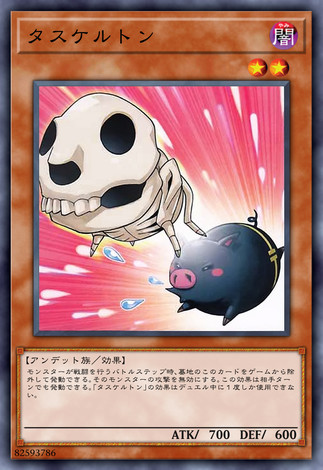 タスケルトン
闇
やみ
【アンデット族／効果】
モンスターが戦闘を行うバトルステップ時、墓地のこのカードをゲームから除
外して発動できる。そのモンスターの攻撃を無効にする。この効果は相手ター
ンでも発動できる。「タスケルトン」の効果はデュエル中に１度しか使用できな
い。
ATK/ 700 DEF/ 600
82593786